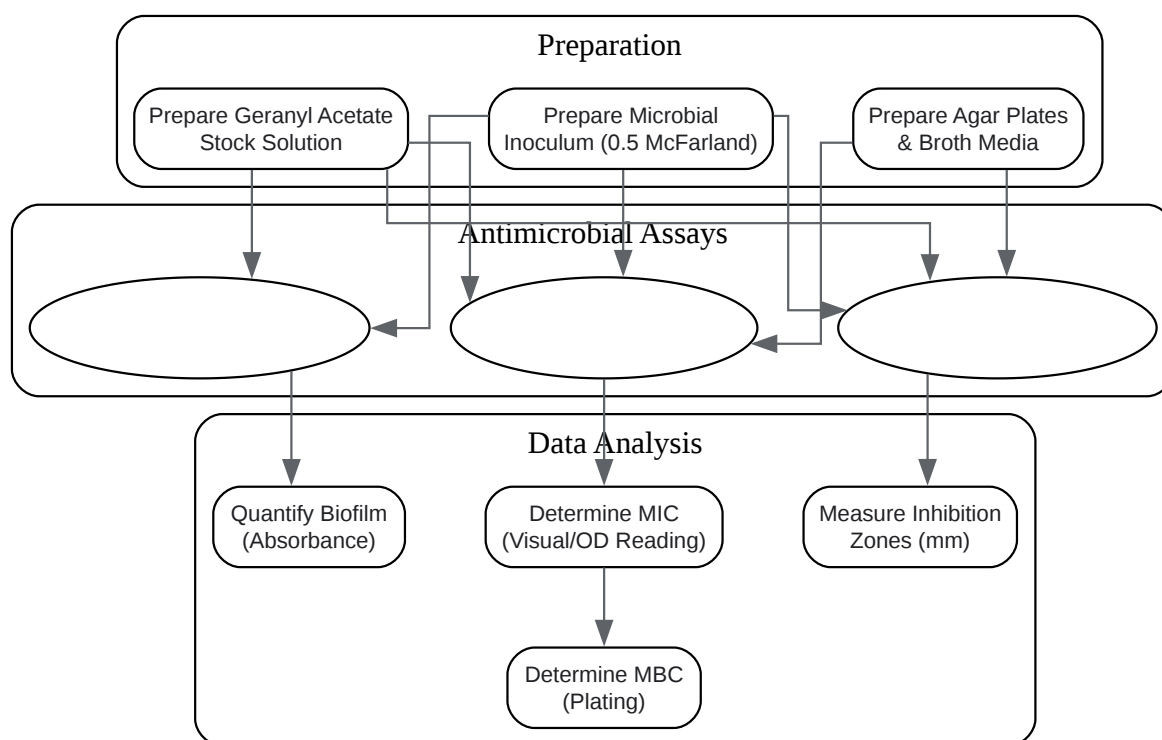 Preparation
Prepare Geranyl Acetate
Stock Solution
Prepare Microbial
Inoculum (0.5 McFarland)
Prepare Agar Plates
& Broth Media
Antimicrobial Assays
Data Analysis
Quantify Biofilm
(Absorbance)
Determine MIC
(Visual/OD Reading)
Measure Inhibition
Zones (mm)
Determine MBC
(Plating)